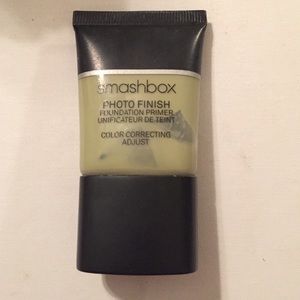 smashbox
PHOTO FINISH
FOUNDATION PRIMER
UNIFICATEUR DE TEINT
COLOR CORRECTING
ADJUST